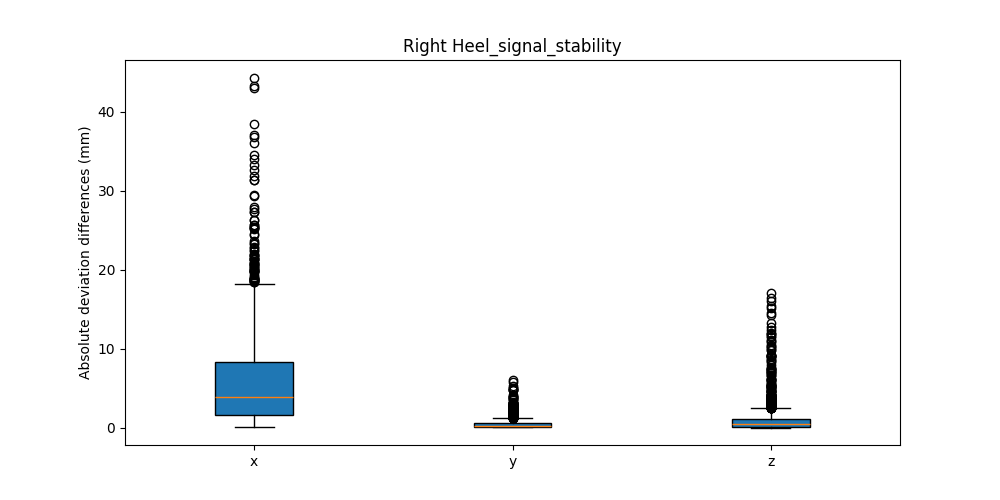 Right Heel_signal_stability
Absolute deviation differences (mm)
40
30
20
10
0
x
y
z